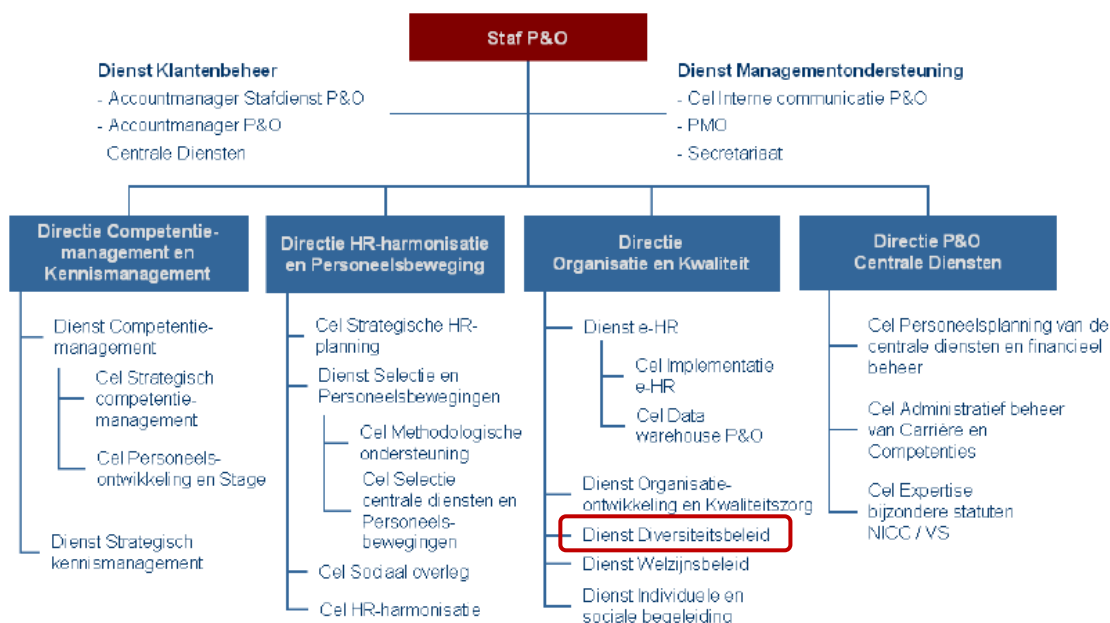 Staf P&O
Dienst Klantenbeheer
- Accountmanager Stafdienst P&O
- Accountmanager P&O
Centrale Diensten
Dienst Managementondersteuning
- Cel Interne communicatie P&O
- PMO
- Secretariaat
Directie Competentie-
management en
Kennismanagement
Dienst Competentie-
management
Cel Strategisch
competentie-
management
Cel Personeels-
ontwikkeling en Stage
Dienst Strategisch
kennismanagement
Directie HR-harmonisatie
en Personeelsbeweging
Cel Strategische HR-
planning
Dienst Selectie en
Personeelsbewegingen
Cel Methodologische
ondersteuning
Cel Selectie
centrale diensten en
Personeels-
bewegingen
Cel Sociaal overleg
Cel HR-harmonisatie
Directie
Organisatie en Kwaliteit
Dienst e-HR
Cel Implementatie
e-HR
Cel Data
warehouse P&O
Dienst Organisatie-
ontwikkeling en Kwaliteitszorg
Dienst Diversiteitsbeleid
Dienst Welzijnsbeleid
Dienst Individuele en
sociale begeleiding
Directie P&O
Centrale Diensten
Cel Personeelsplanning van de
centrale diensten en financieel
beheer
Cel Administratief beheer
van Carrière en
Competenties
Cel Expertise
bijzondere statuten
NICC / VS